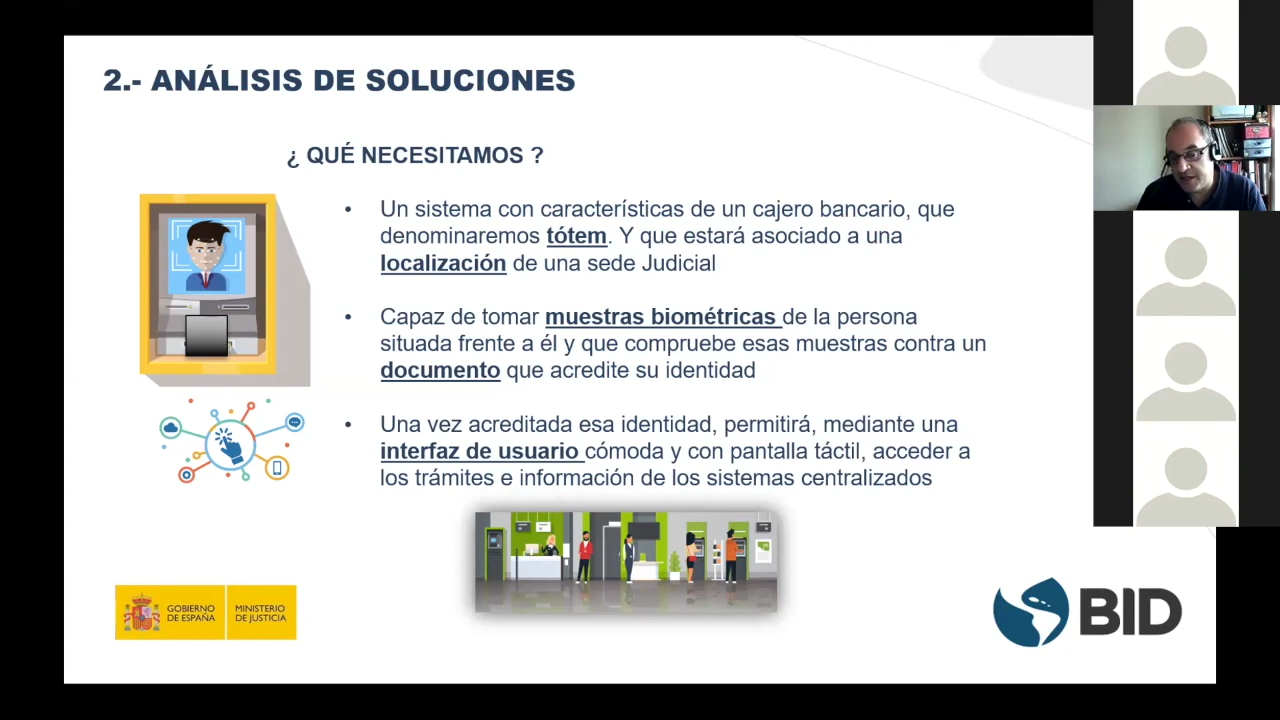 2.- ANÁLISIS DE SOLUCIONES
¿ QUÉ NECESITAMOS ?
• Un sistema con características de un cajero bancario, que
denominaremos tótem. Y que estará asociado a una
localización de una sede Judicial
• Capaz de tomar muestras biométricas de la persona
situada frente a él y que compruebe esas muestras contra un
documento que acredite su identidad
• Una vez acreditada esa identidad, permitirá, mediante una
interfaz de usuario cómoda y con pantalla táctil, acceder a
los trámites e información de los sistemas centralizados
GOBIERNO
DE ESPAÑA
MINISTERIO
DE JUSTICIA
BID